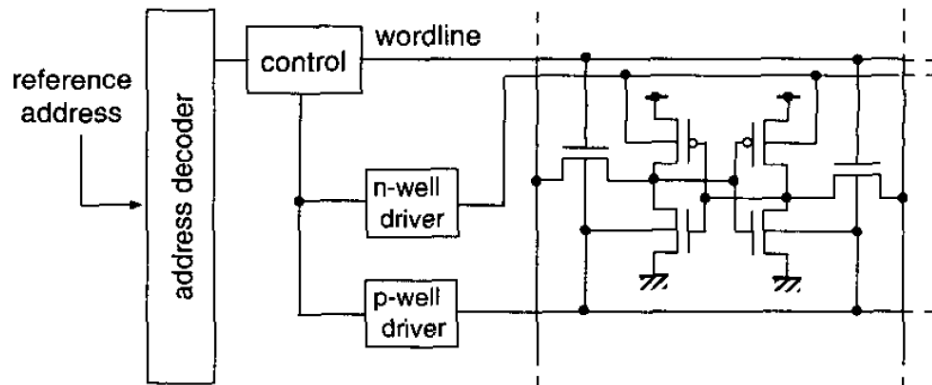 reference
address
address decoder
control
wordline
n-well
driver
p-well
driver